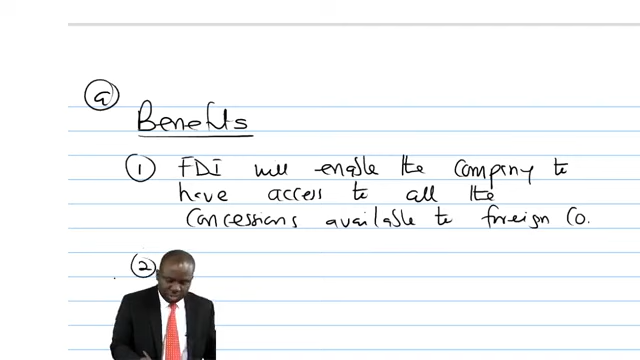 a
Benefits
1 FDI will enable the company to
have access to all the
concessions available to foreign Co.
2